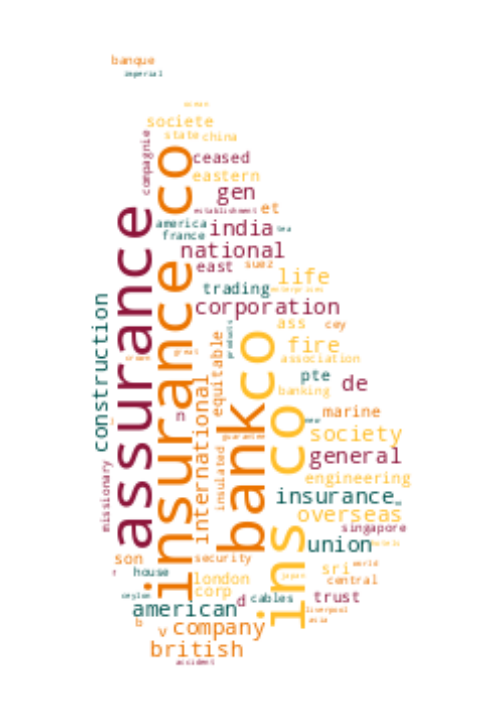 banque
imperial
societe
state china
compagnie
ceased
eastern
gen
establishment et
america
india
france
national
east suez
life
trading
enterprises
corporation
assurance
insurance co
bank co
ins co
construction
international
equitable
products
insulated
guarantee
ass cey
fire
great
association
crown
pte
de
banking
n
marine
society
general
engineering
insurance
overseas
missionary
singapore
union
hotels
son
security
house
sri
world
london
japan
central
corp
ceylon
american
d cables
trust
liverpool
b
v company
asia
british
accident